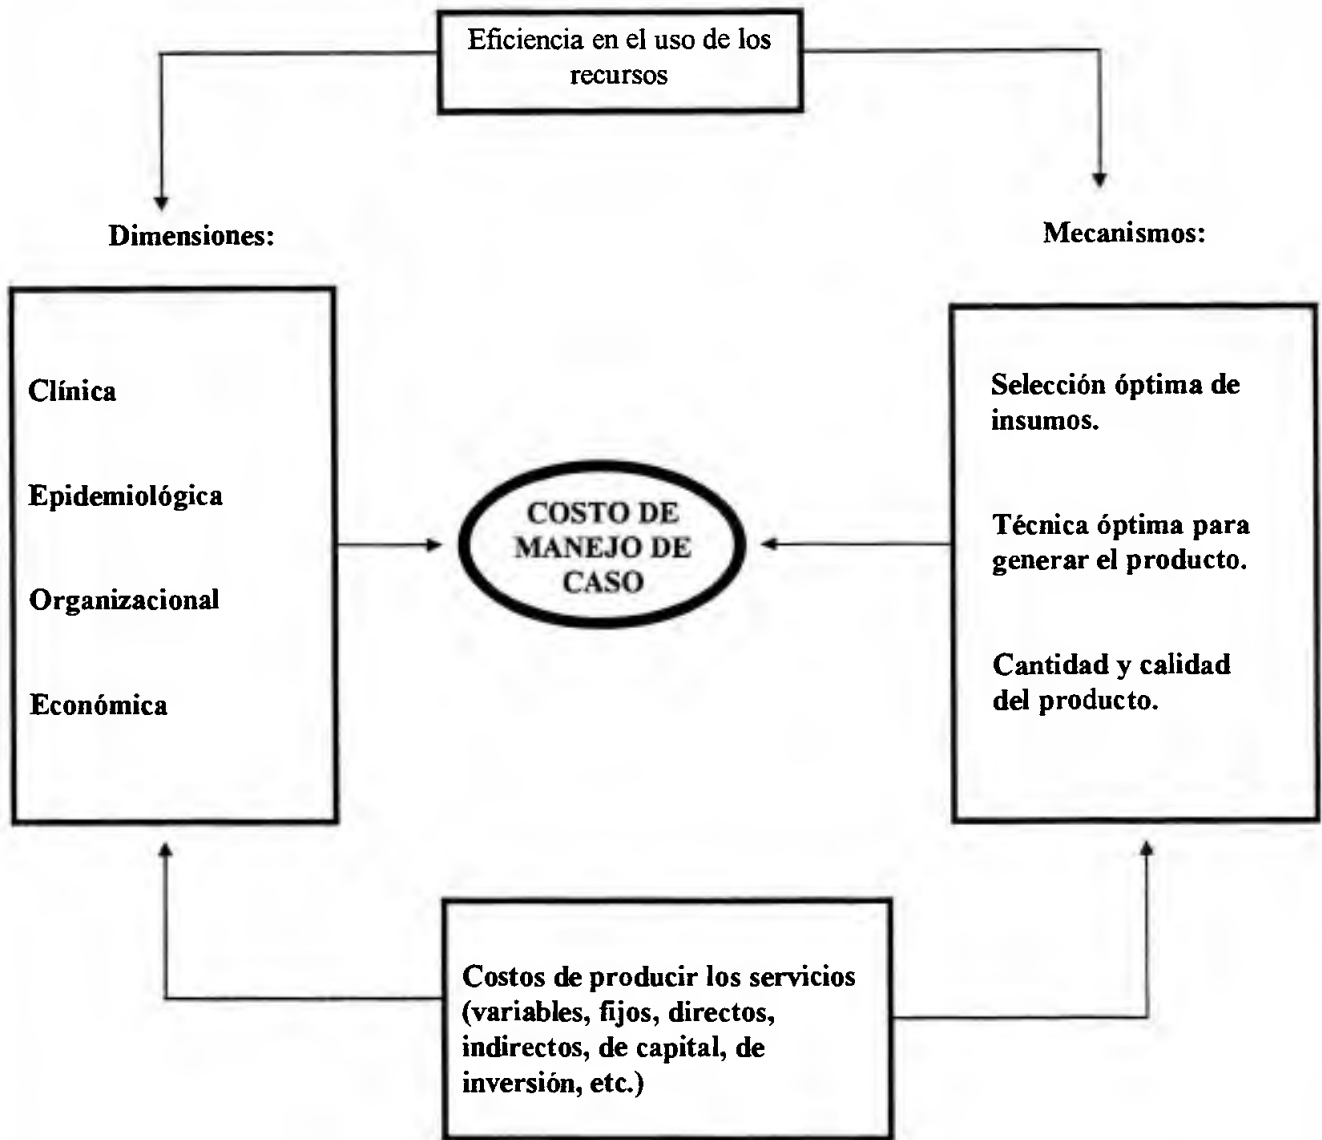 Eficiencia en el uso de los
recursos
Dimensiones:
Mecanismos:
Clínica
Epidemiológica
Organizacional
Económica
COSTO DE
MANEJO DE
CASO
Selección óptima de
insumos.
Técnica óptima para
generar el producto.
Cantidad y calidad
del producto.
Costos de producir los servicios
(variables, fijos, directos,
indirectos, de capital, de
inversión, etc.)